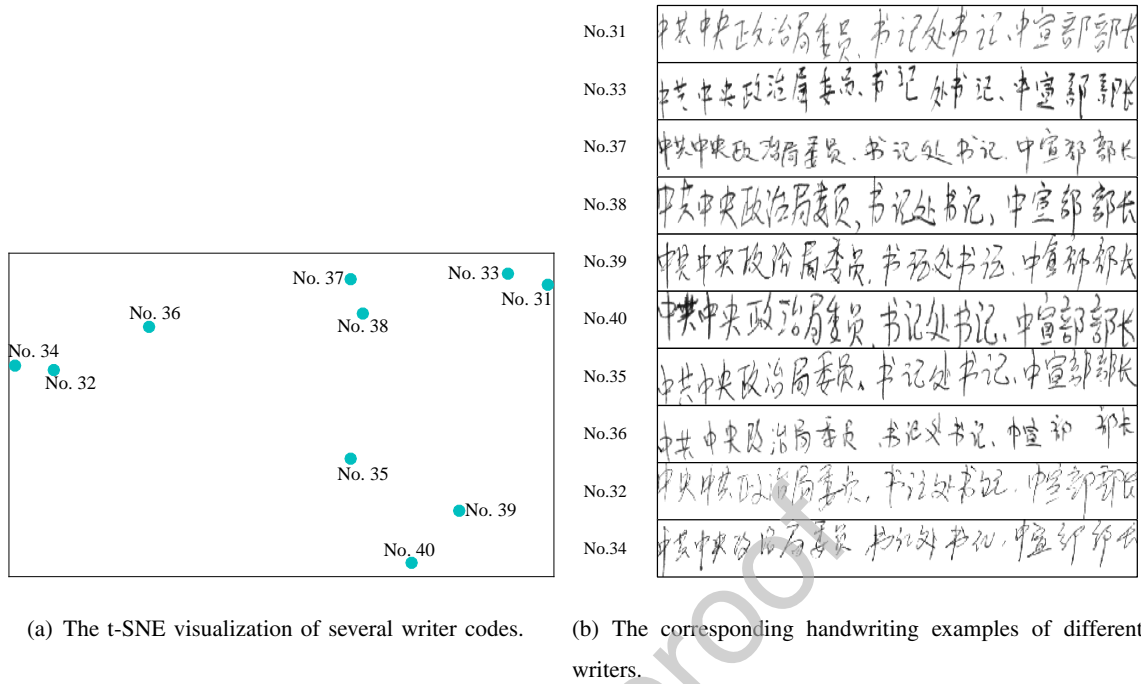 No. 37
No. 33
No. 31
No. 36
No. 38
No. 34
No. 32
No. 35
No. 39
No. 40
(a) The t-SNE visualization of several writer codes.
No.31 中共中央政治局委员、书记处书记、中宣部部长
No.33 中共中央政治局委员、书记处书记、中宣部部长
No.37 中共中央政治局委员、书记处书记、中宣部部长
No.38 中共中央政治局委员,书记处书记,中宣部部长
No.39 中共中央政治局委员、书记处书记、中宣部部长
No.40 中共中央政治局委员、书记处书记、中宣部部长
No.35 中共中央政治局委员、书记处书记、中宣部部长
No.36 中共中央政治局委员 书记处书记、中宣部 部长
No.32 中央中共政治局委员,书记处书记、中宣部部长
No.34 中共中央政治局委员 书记处书记、中宣部部长
(b) The corresponding handwriting examples of different
writers.
proof